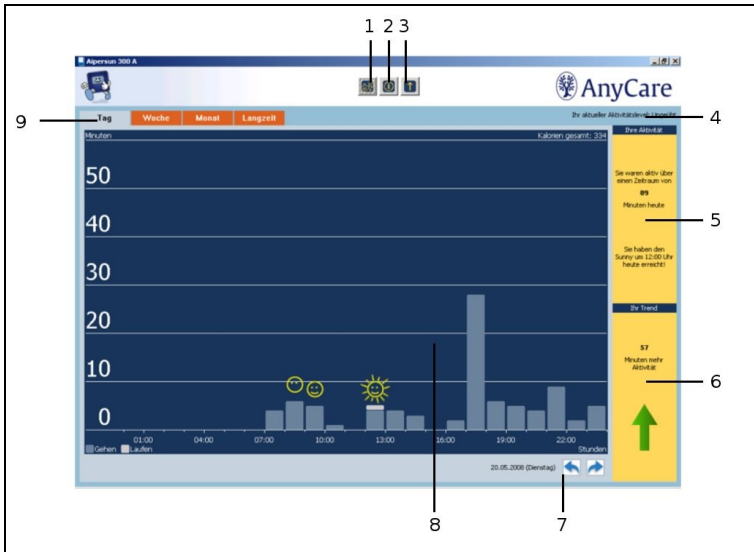 1 2 3
Aipersun 300 A
AnyCare
9 Tag Woche Monat Langzeit
Ihr aktueller Aktivitätslevel: Ungeübt 4
Minuten Kalorien gesamt: 334
Ihre Aktivität
50
Sie waren aktiv über
einen Zeitraum von
89
Minuten heute
5
40
Sie haben den
Sunny um 12:00 Uhr
heute erreicht!
30
Ihr Trend
20
57
Minuten mehr
Aktivität
6
10
0
01:00 04:00 07:00 10:00 13:00 16:00 19:00 22:00
Gehen Laufen Stunden
20.05.2008 (Dienstag)
8 7